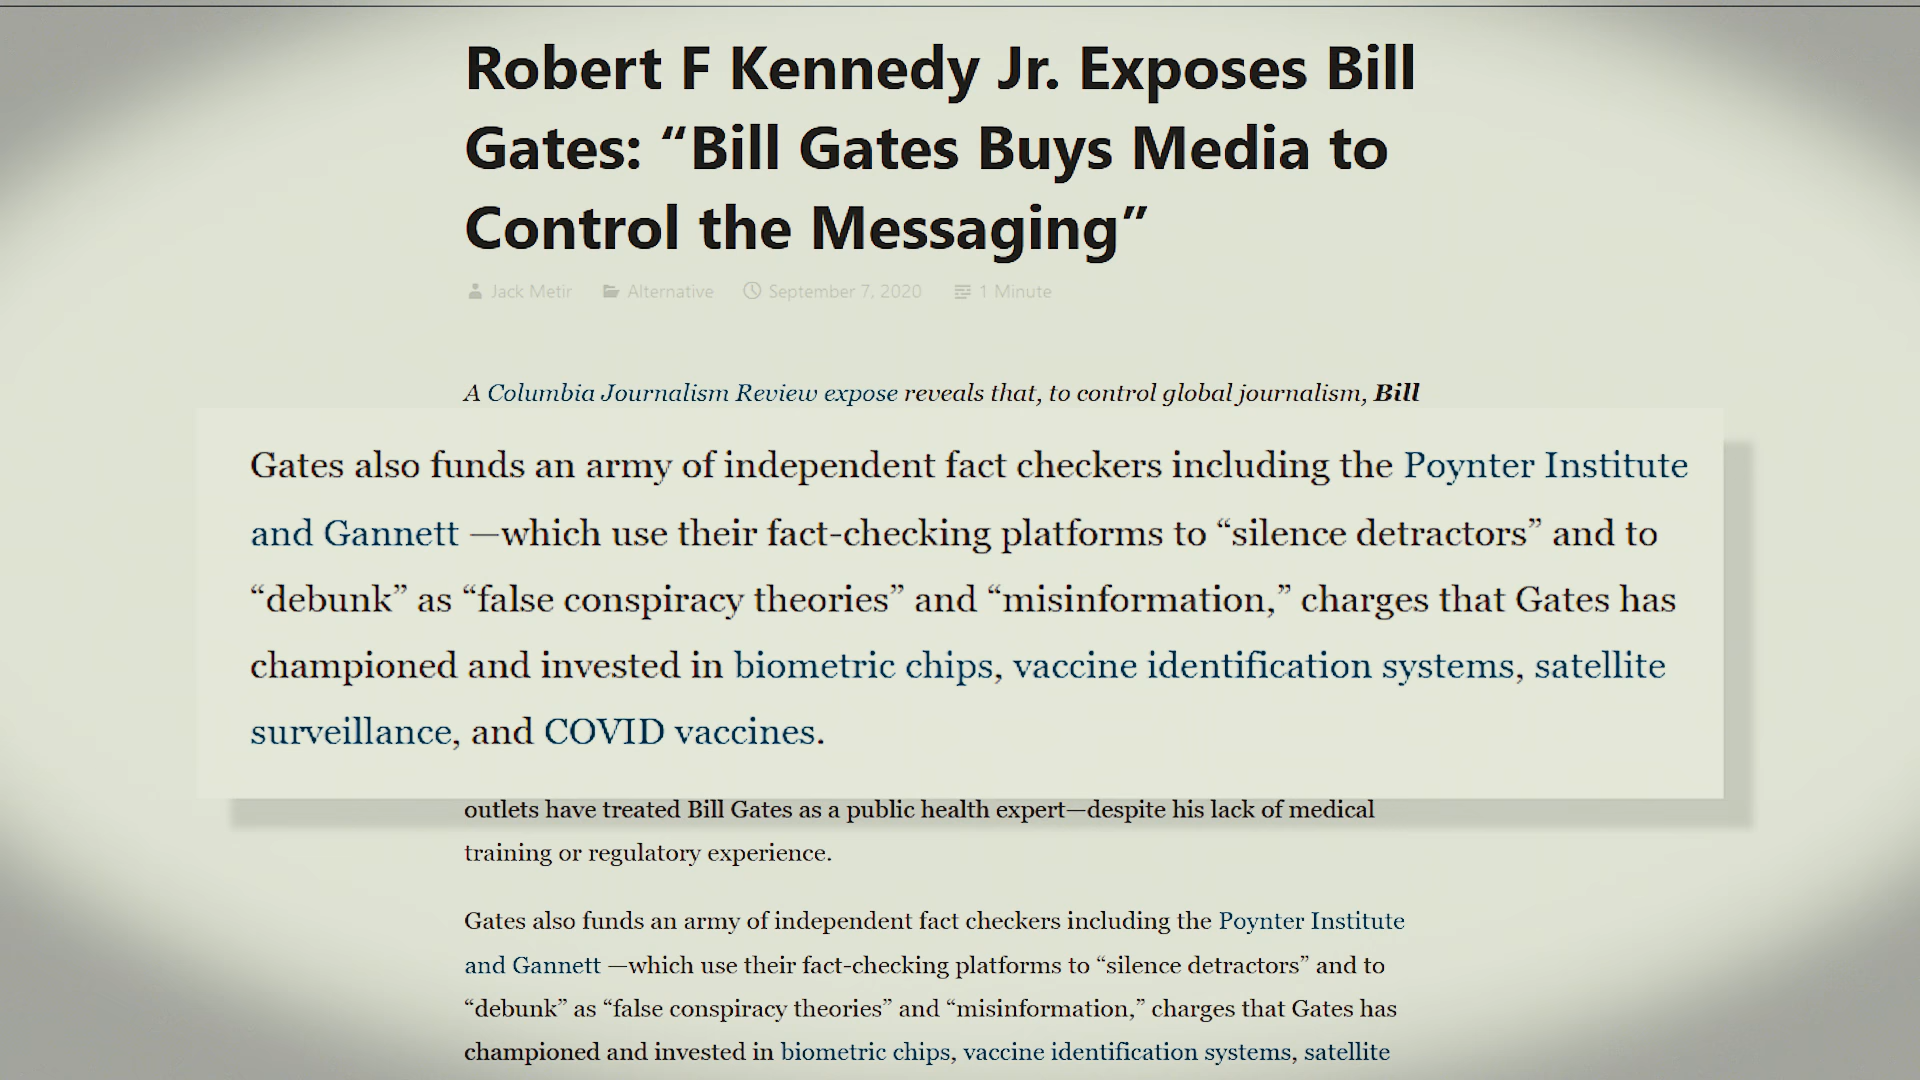 Robert F Kennedy Jr. Exposes Bill
Gates: “Bill Gates Buys Media to
Control the Messaging”
Jack Metir Alternative September 7, 2020 1 Minute
A Columbia Journalism Review expose reveals that, to control global journalism, Bill
Gates also funds an army of independent fact checkers including the Poynter Institute
and Gannett —which use their fact-checking platforms to “silence detractors” and to
“debunk” as “false conspiracy theories” and “misinformation,” charges that Gates has
championed and invested in biometric chips, vaccine identification systems, satellite
surveillance, and COVID vaccines.
outlets have treated Bill Gates as a public health expert—despite his lack of medical
training or regulatory experience.
Gates also funds an army of independent fact checkers including the Poynter Institute
and Gannett —which use their fact-checking platforms to “silence detractors” and to
“debunk” as “false conspiracy theories” and “misinformation,” charges that Gates has
championed and invested in biometric chips, vaccine identification systems, satellite